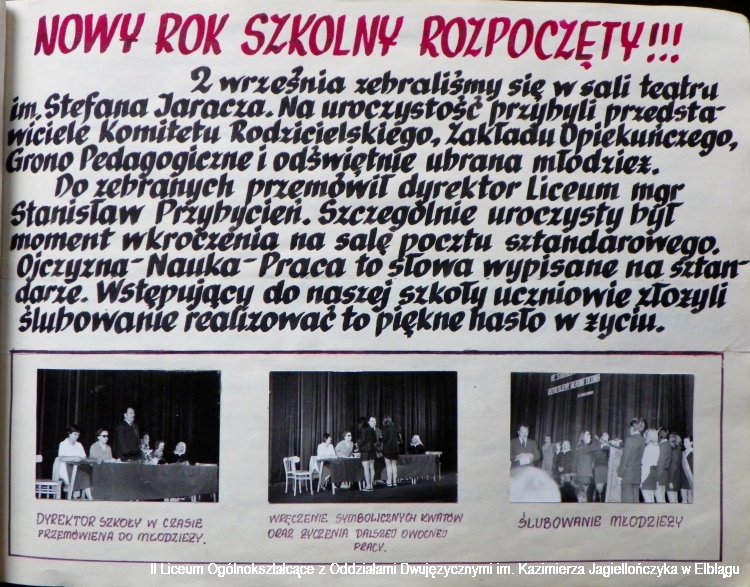 NOWY ROK SZKOLNY ROZPOCZĘTY!!!
2 września zebraliśmy się w sali teatru
im. Stefana Jaracza. Na uroczystość przybyli przedsta-
wiciele Komitetu Rodzicielskiego, Zakładu Opiekuńczego,
Grono Pedagogiczne i odświętnie ubrana młodzież.
Do zebranych przemówił dyrektor Liceum mgr
Stanisław Przybycień. Szczególnie uroczysty był
moment wkroczenia na salę pocztu sztandarowego.
Ojczyzna-Nauka-Praca to słowa wypisane na sztan-
darze. Wstępujący do naszej szkoły uczniowie złożyli
ślubowanie realizować to piękne hasło w życiu.
DYREKTOR SZKOŁY W CZASIE
PRZEMÓWIENA DO MŁODZIEŻY.
WRĘCZENIE SYMBOLICZNYCH KWIATÓW
ORAZ ŻYCZENIA DALSZEJ OWOCNEJ
PRACY.
ŚLUBOWANIE MŁODZIEŻY
II Liceum Ogólnokształcące z Oddziałami Dwujęzycznymi im. Kazimierza Jagiellończyka w Elblągu